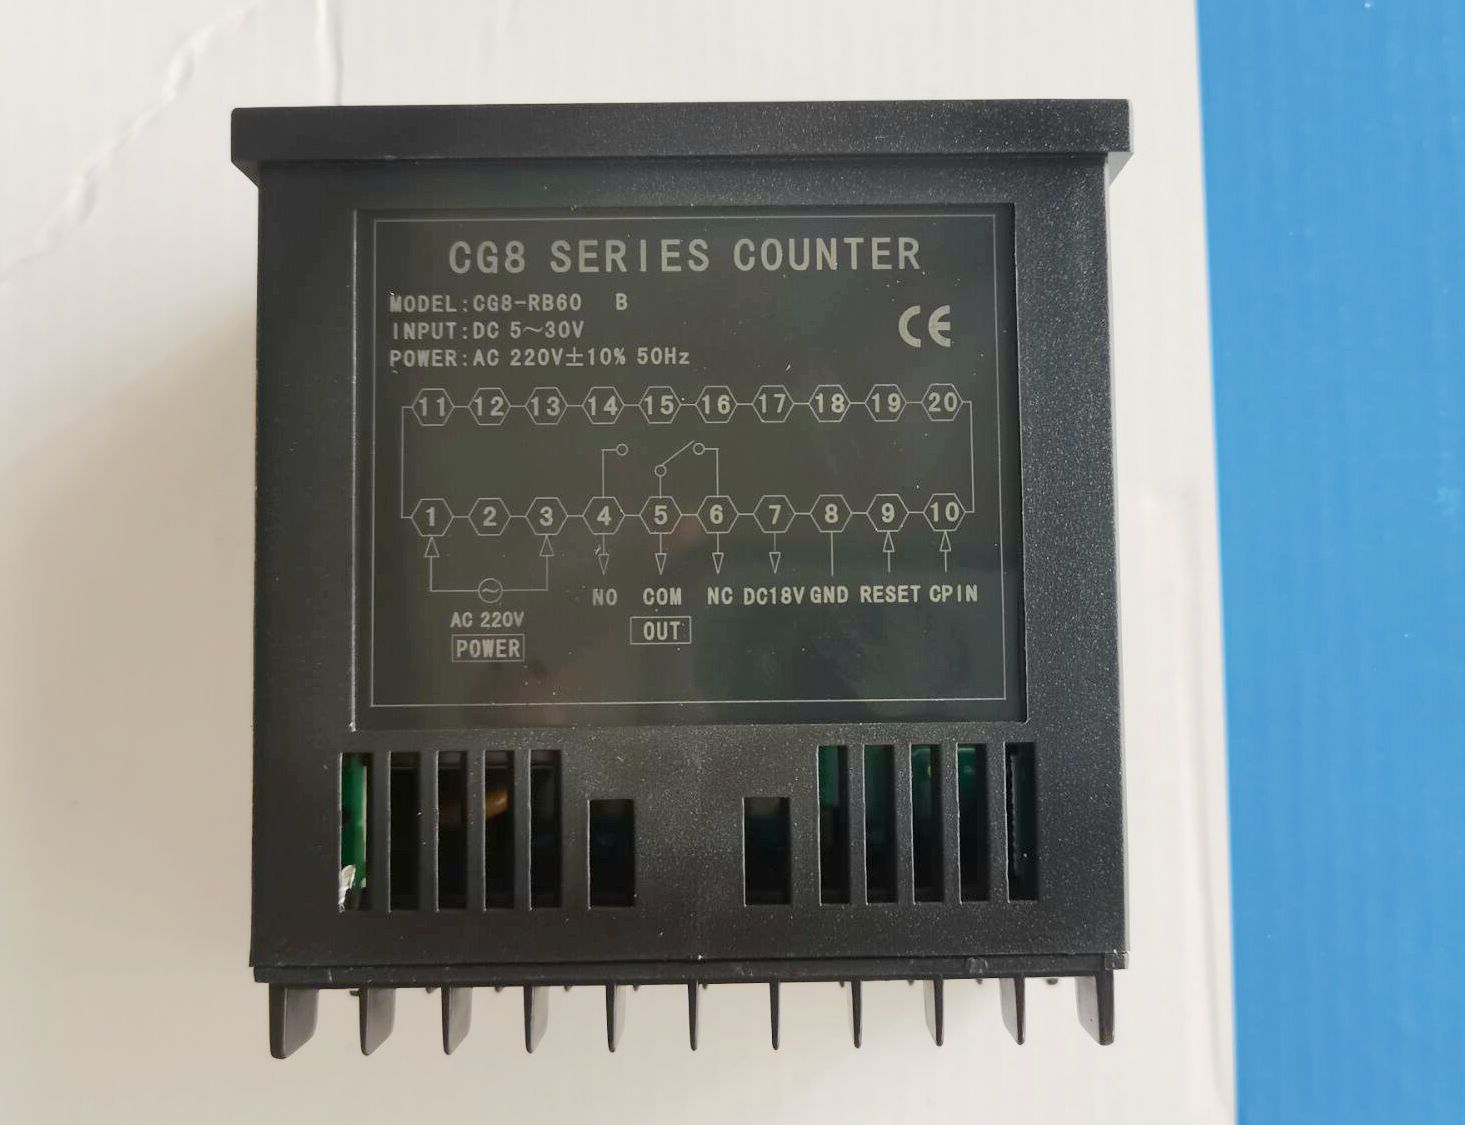 CG8 SERIES COUNTER
MODEL:CG8-RB60 B
INPUT:DC 5~30V
POWER:AC 220V±10% 50Hz
CE
11 12 13 14 15 16 17 18 19 20
1 2 3 4 5 6 7 8 9 10
NO COM NC DC18V GND RESET CPIN
AC 220V OUT
POWER